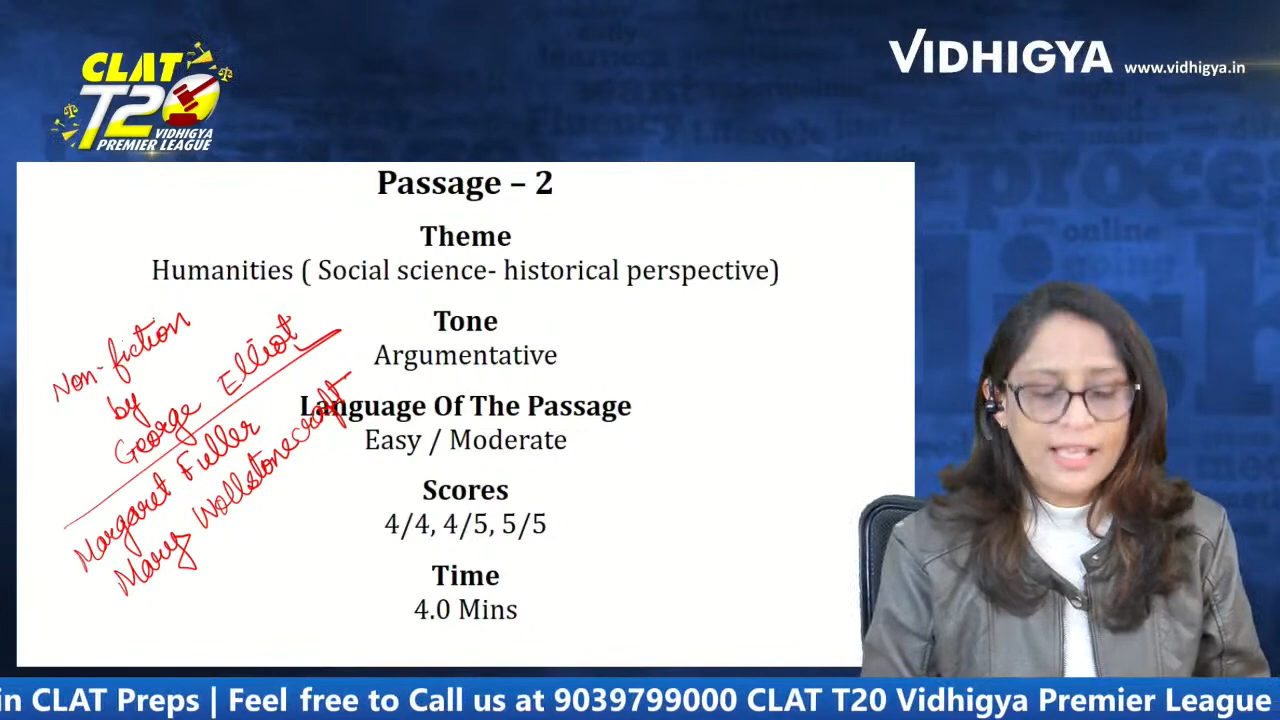 CLAT
T20
VIDHIGYA
PREMIER LEAGUE
VIDHIGYA www.vidhigya.in
Passage – 2
Theme
Humanities ( Social science- historical perspective)
Tone
Argumentative
Language Of The Passage
Easy / Moderate
Scores
4/4, 4/5, 5/5
Time
4.0 Mins
Non-fiction
by
George Elliot
Margaret Fuller
Mary Wollstonecraft
in CLAT Preps | Feel free to Call us at 9039799000 CLAT T20 Vidhigya Premier League